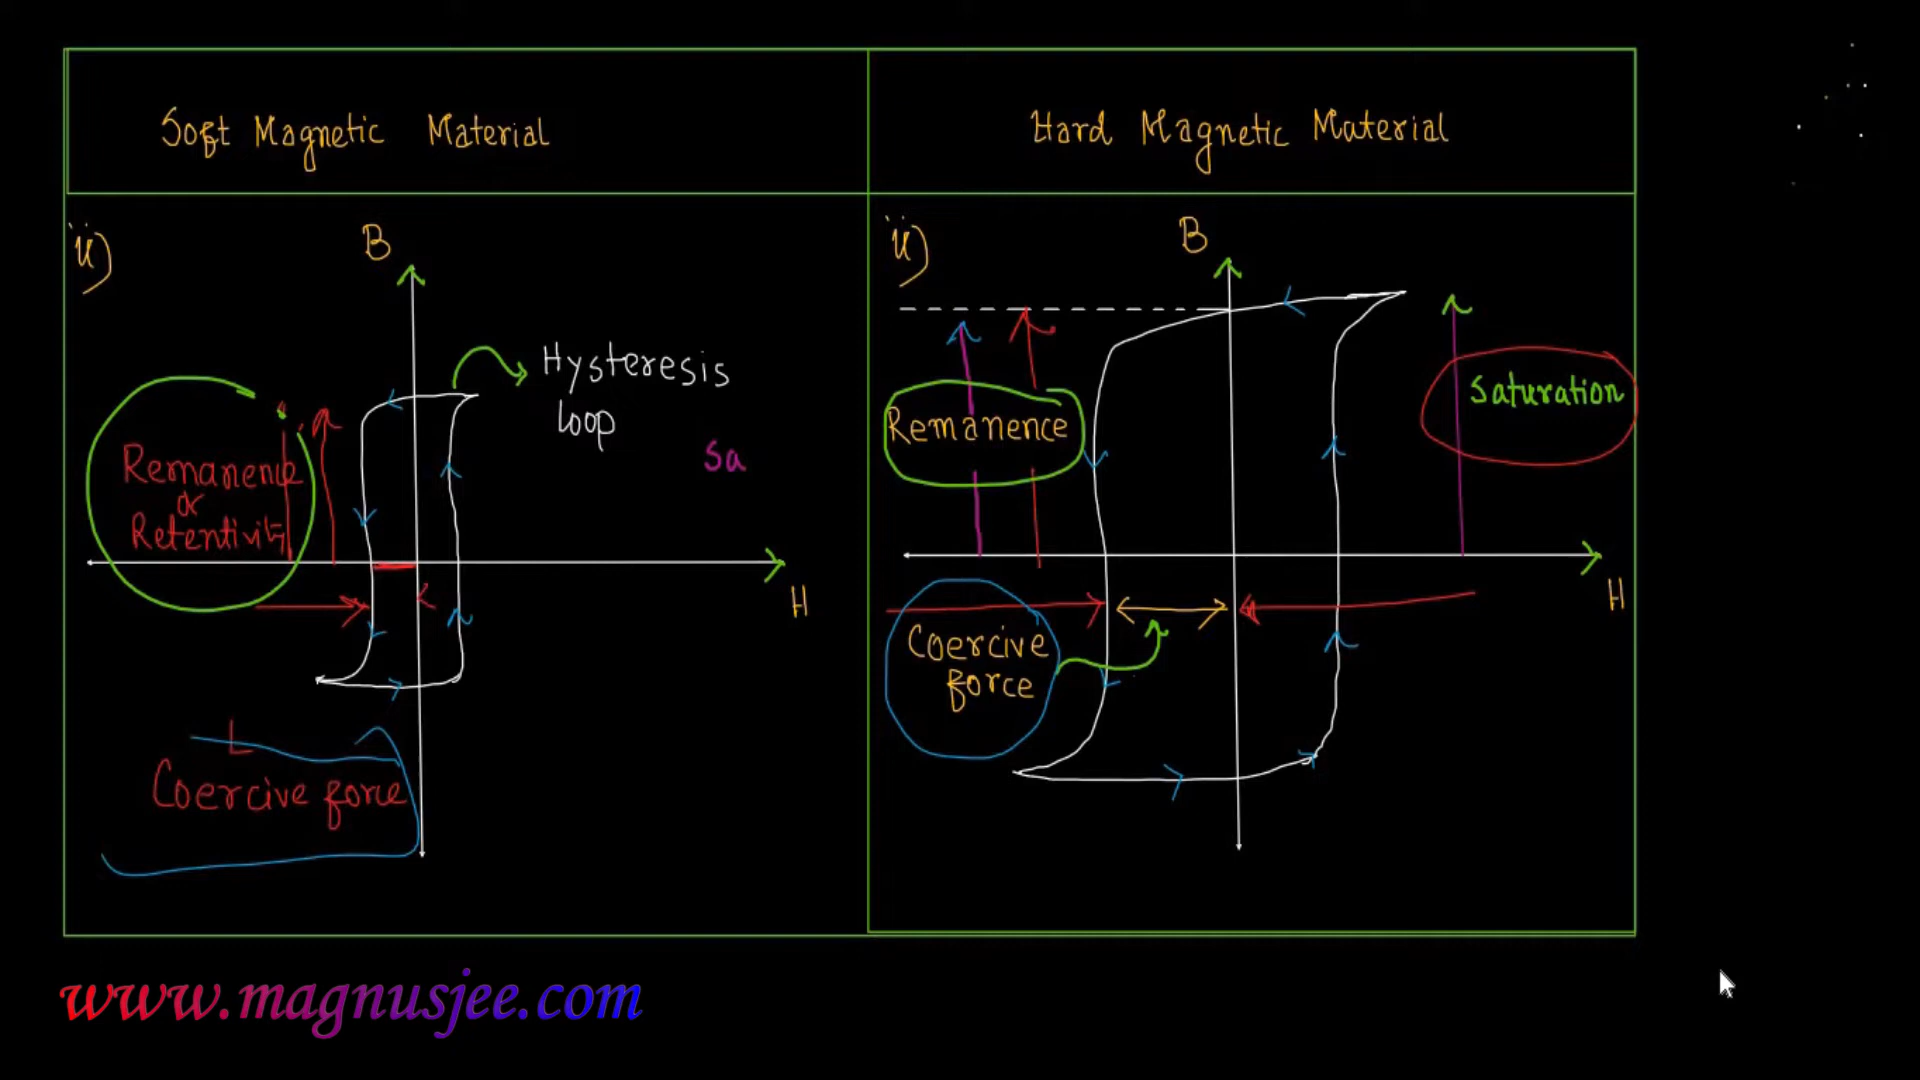 Soft Magnetic Material
Hard Magnetic Material
ii)
B
Hysteresis
loop
Sa
Remanence
or
Retentivity
H
Coercive force
ii)
B
Saturation
Remanence
H
Coercive
force
www.magnusjee.com